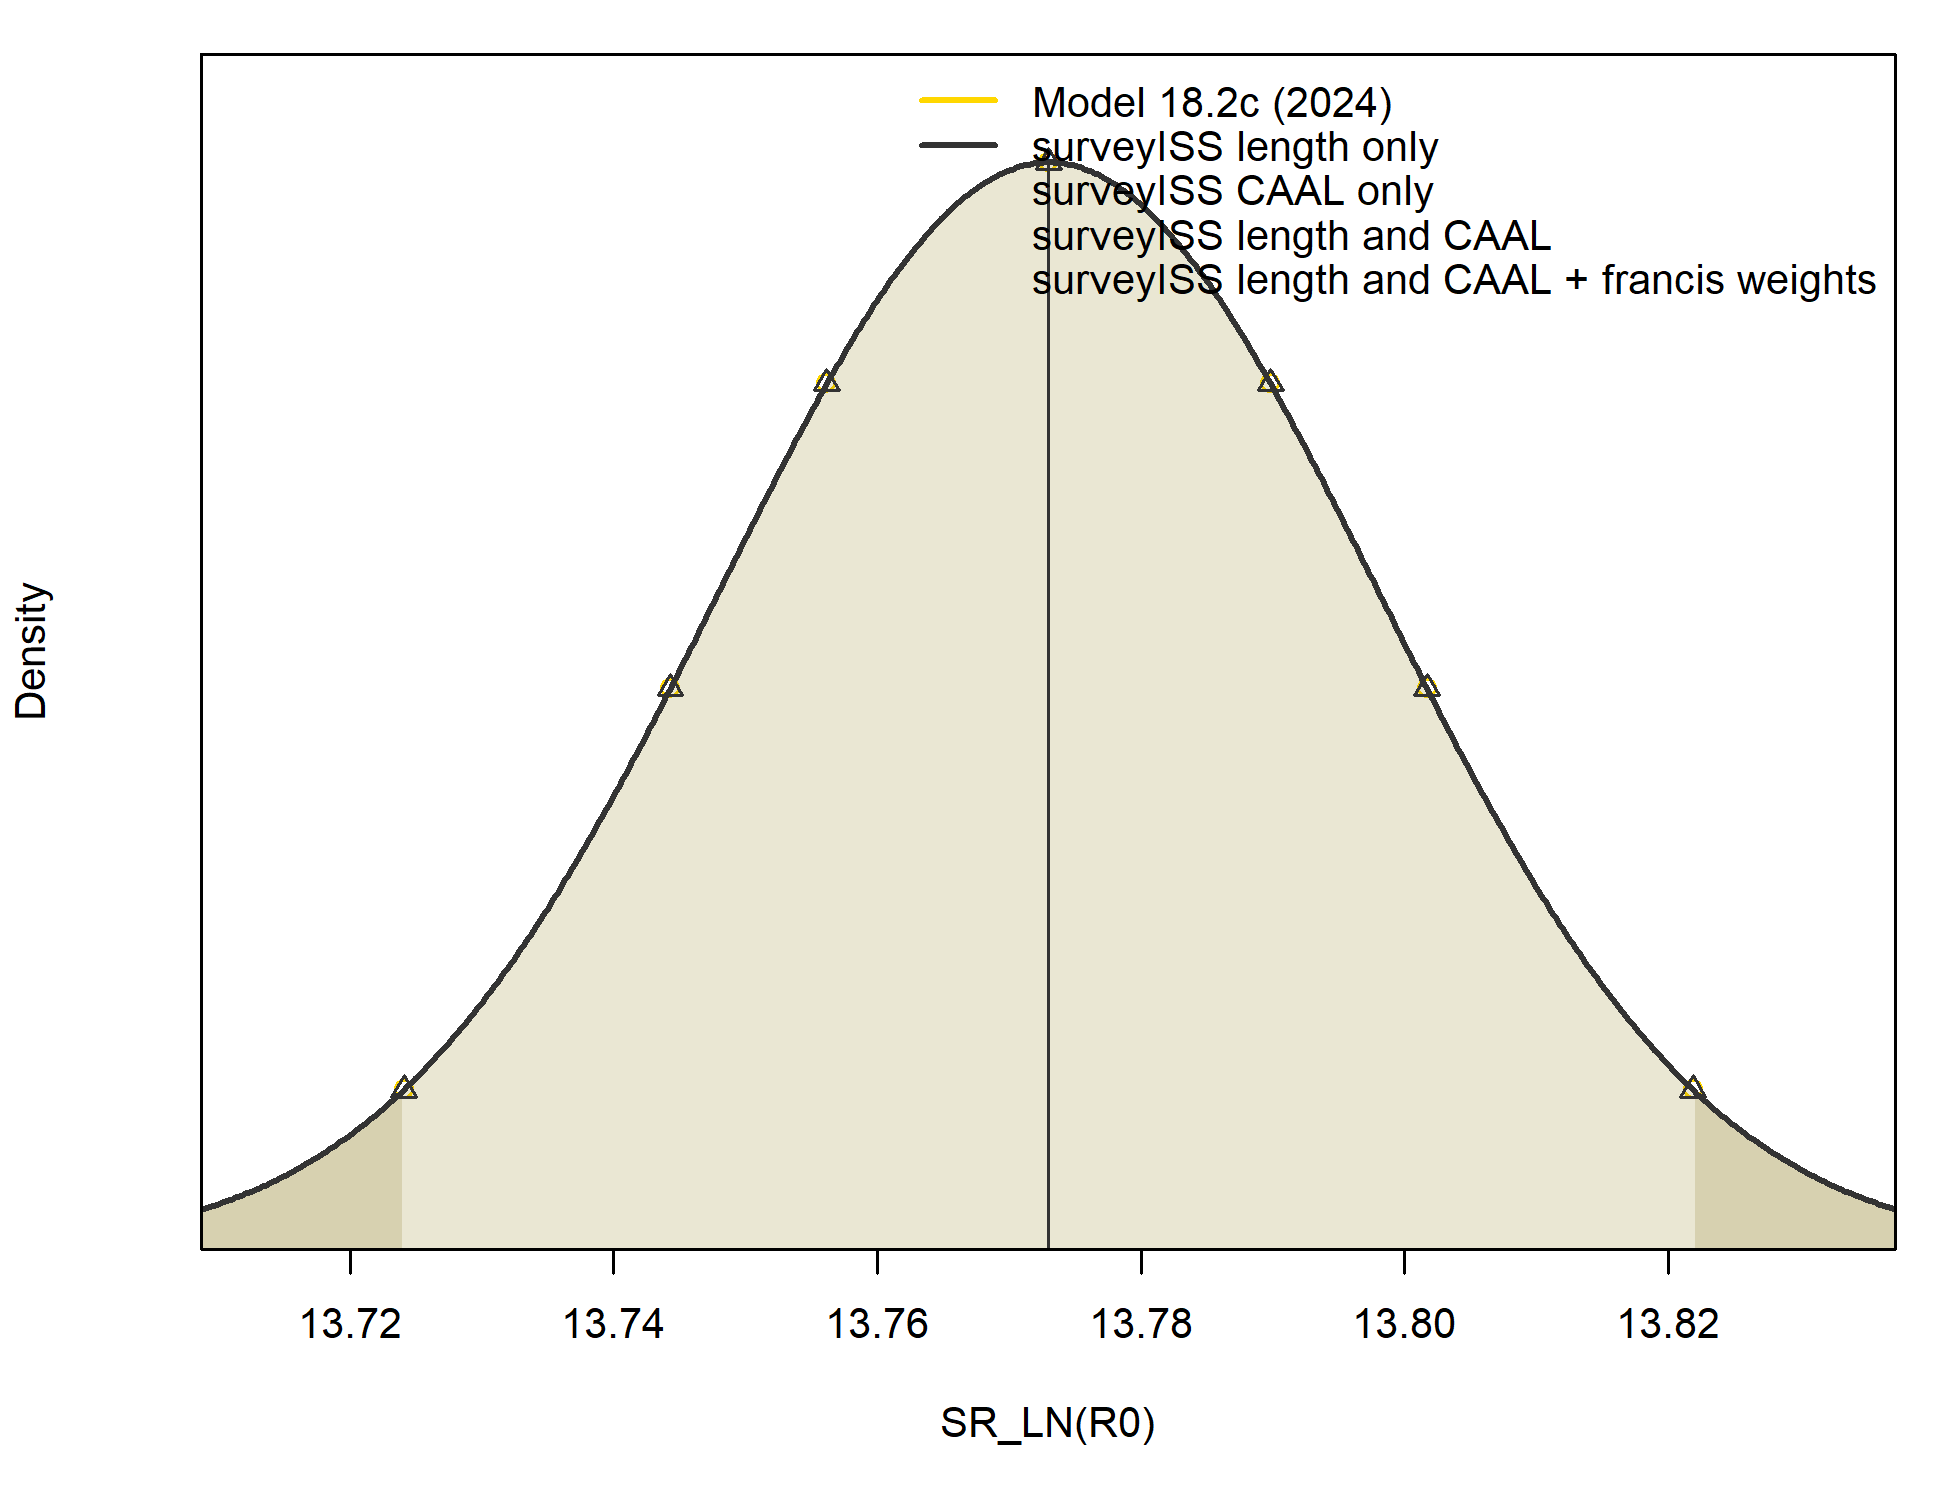 Model 18.2c (2024)
surveyISS length only
surveyISS CAAL only
surveyISS length and CAAL
surveyISS length and CAAL + francis weights
Density
13.72 13.74 13.76 13.78 13.80 13.82
SR_LN(R0)